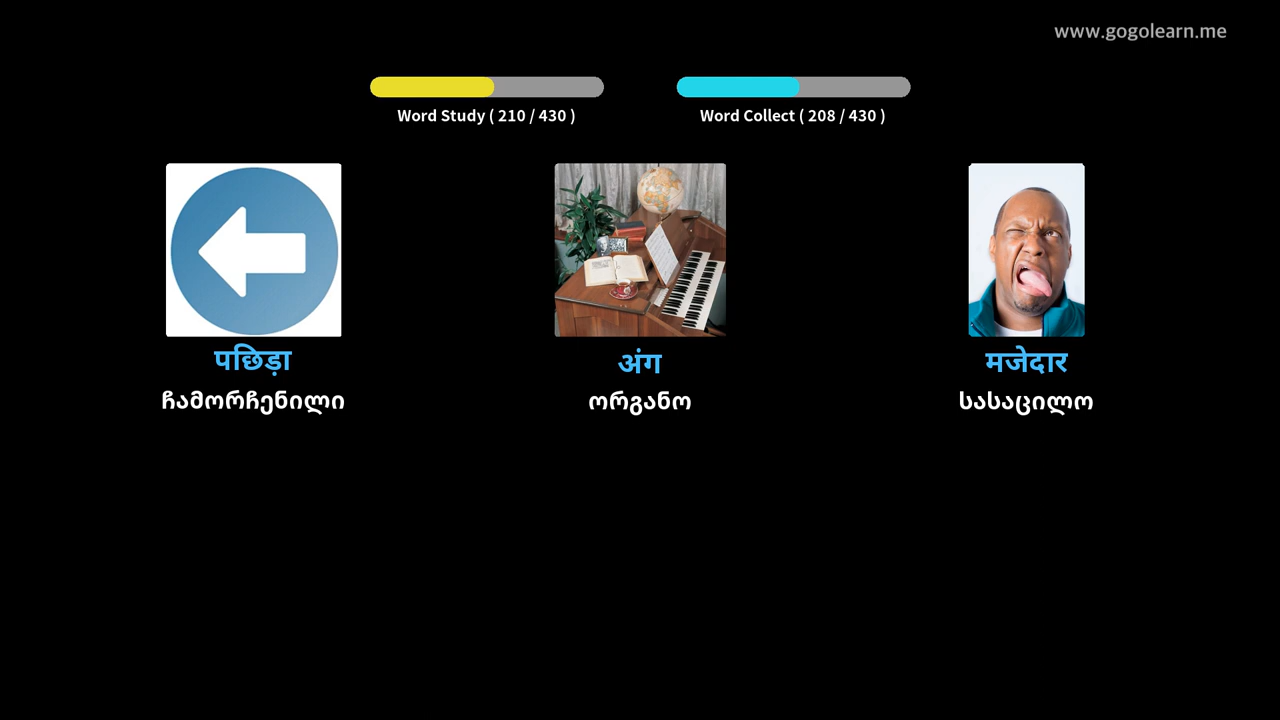 www.gogolearn.me
Word Study ( 210 / 430 )
Word Collect ( 208 / 430 )
पछिड़ा
अंग
मजेदार
ჩამორჩენილი
ორგანო
სასაცილო